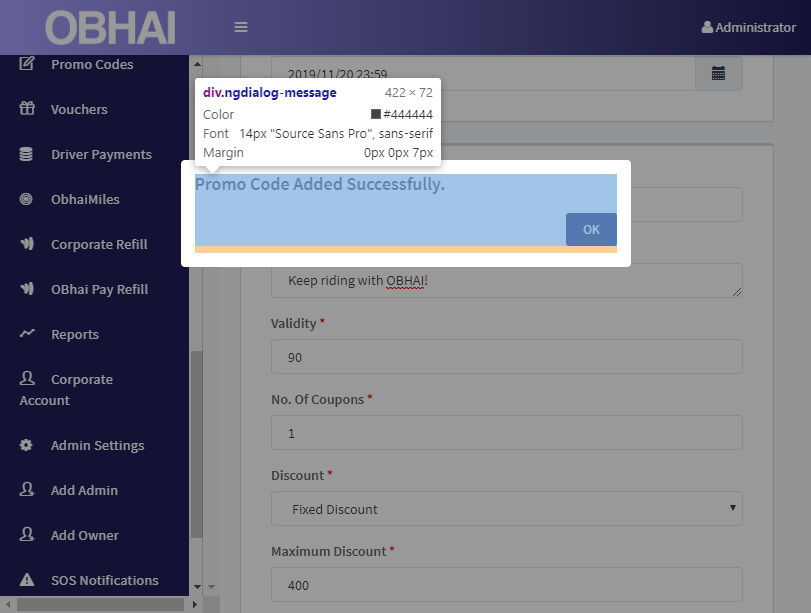 OBHAI
Administrator
Promo Codes
Vouchers
Driver Payments
ObhaiMiles
Corporate Refill
OBhai Pay Refill
Reports
Corporate
Account
Admin Settings
Add Admin
Add Owner
SOS Notifications
2019/11/20 23:59
div.ngdialog-message 422 × 72
Color #444444
Font 14px "Source Sans Pro", sans-serif
Margin 0px 0px 7px
Promo Code Added Successfully.
OK
Keep riding with OBHAI!
Validity *
90
No. Of Coupons *
1
Discount *
Fixed Discount
Maximum Discount *
400